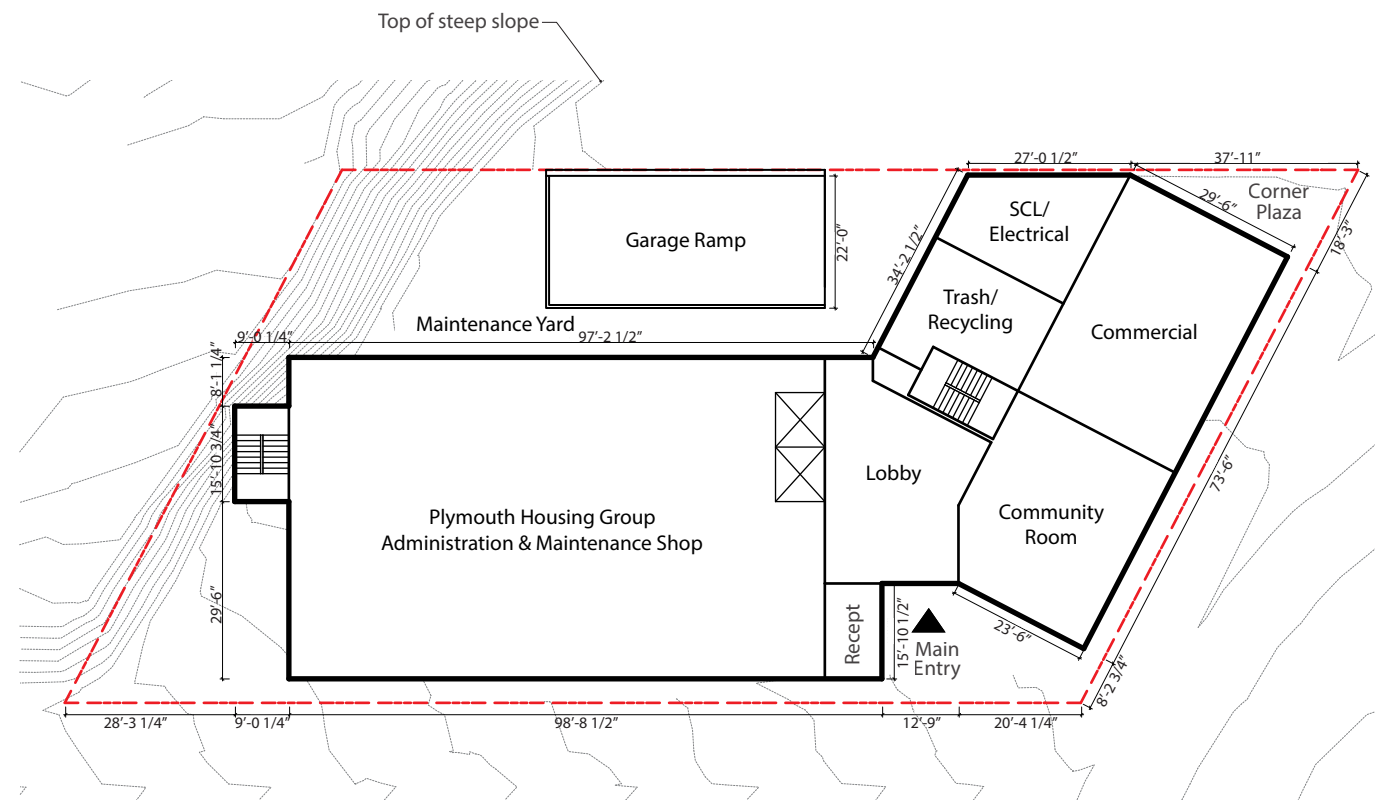 Top of steep slope
27'-0 1/2"
37'-11"
29'-6"
Corner
Plaza
18'-3"
SCL/
Electrical
34'-2 1/2"
Garage Ramp
22'-0"
Trash/
Recycling
Commercial
Maintenance Yard
9'-0 1/4"
97'-2 1/2"
8'-1 1/4"
15'-10 3/4"
Lobby
73'-6"
Plymouth Housing Group
Administration & Maintenance Shop
Community
Room
29'-6"
Recept
15'-10 1/2"
Main
Entry
23'-6"
8'-2 3/4"
28'-3 1/4"
9'-0 1/4"
98'-8 1/2"
12'-9"
20'-4 1/4"